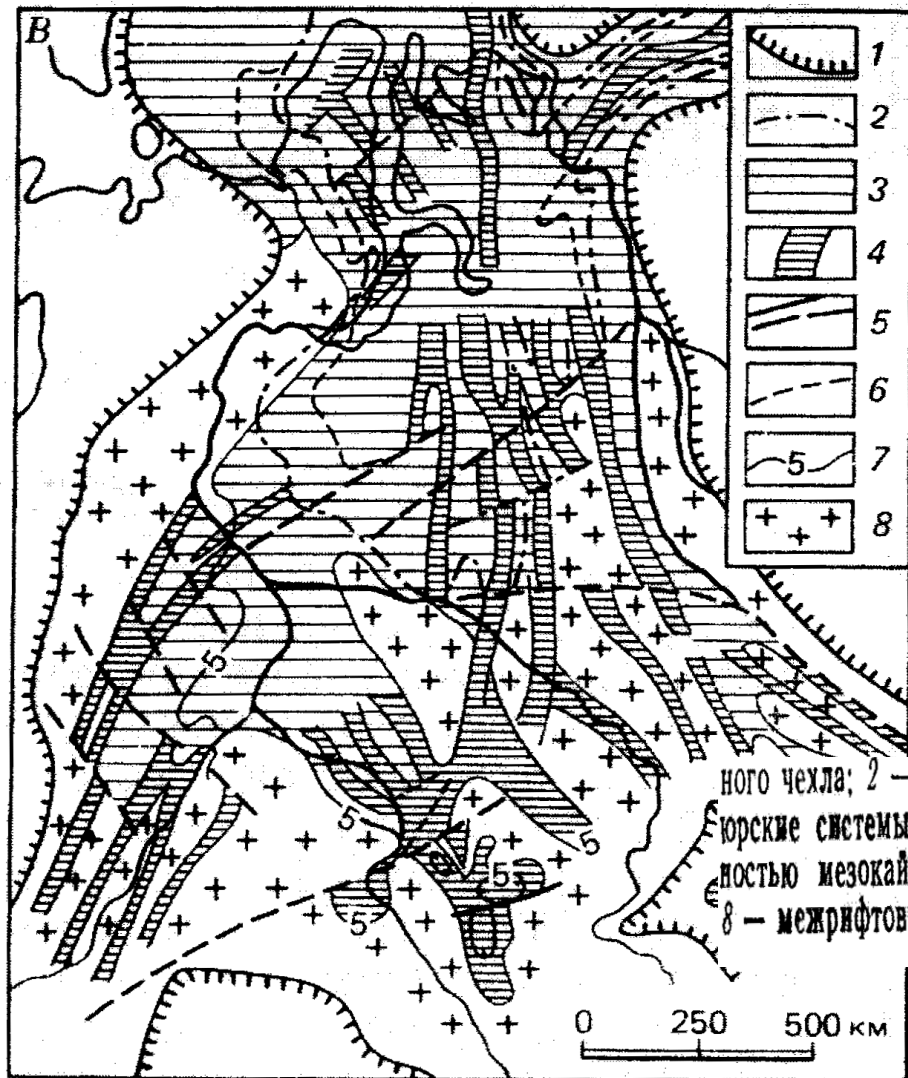 В
1
2
3
4
5
5
6
7
8
5
5
5
5
5
ного чехла; 2 —
юрские системы
ностью мезокай
8 — межрифтов
0 250 500 км